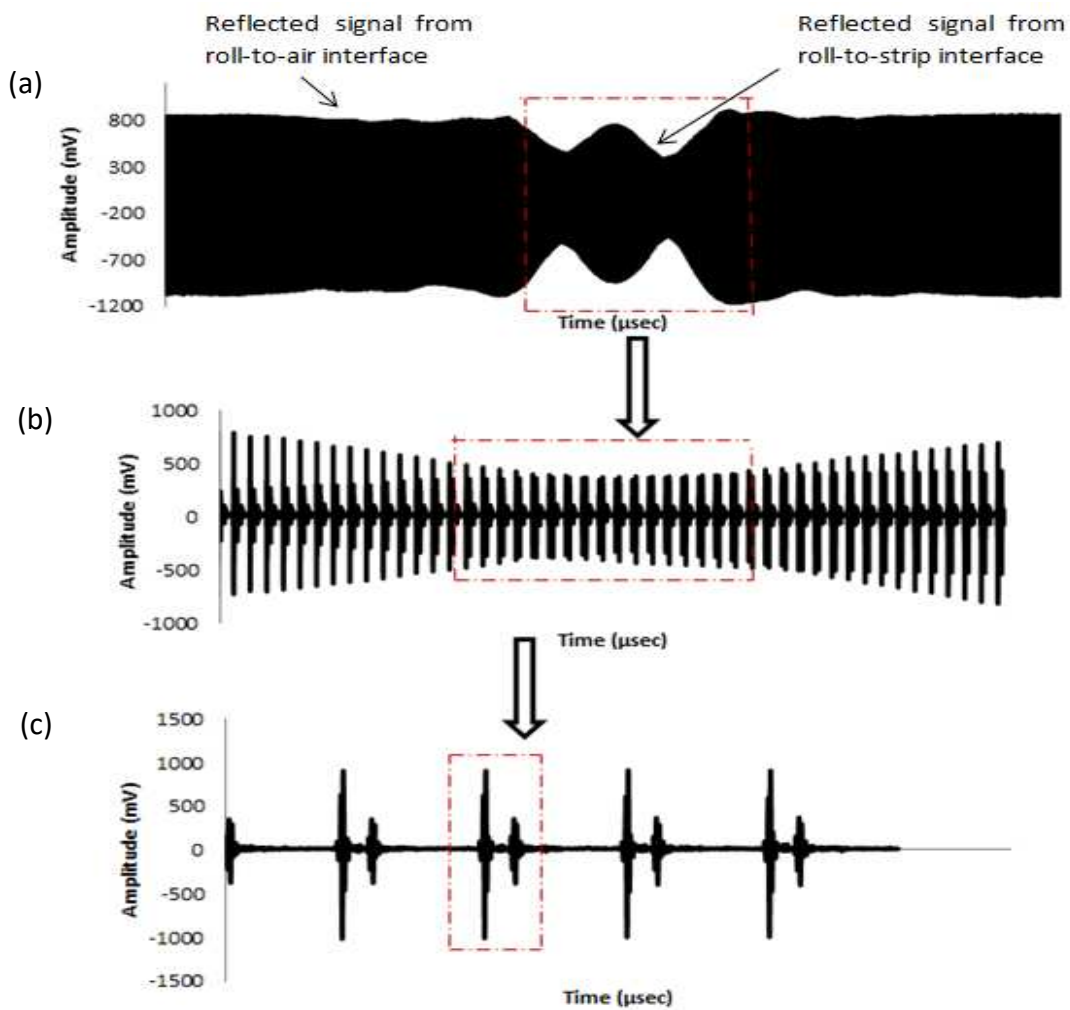 Reflected signal from
roll-to-air interface
Reflected signal from
roll-to-strip interface
(a)
Amplitude (mV)
800
300
-200
-700
-1200
Time (µsec)
(b)
Amplitude (mV)
1000
500
0
-500
-1000
Time (µsec)
(c)
Amplitude (mV)
1500
1000
500
0
-500
-1000
-1500
Time (µsec)